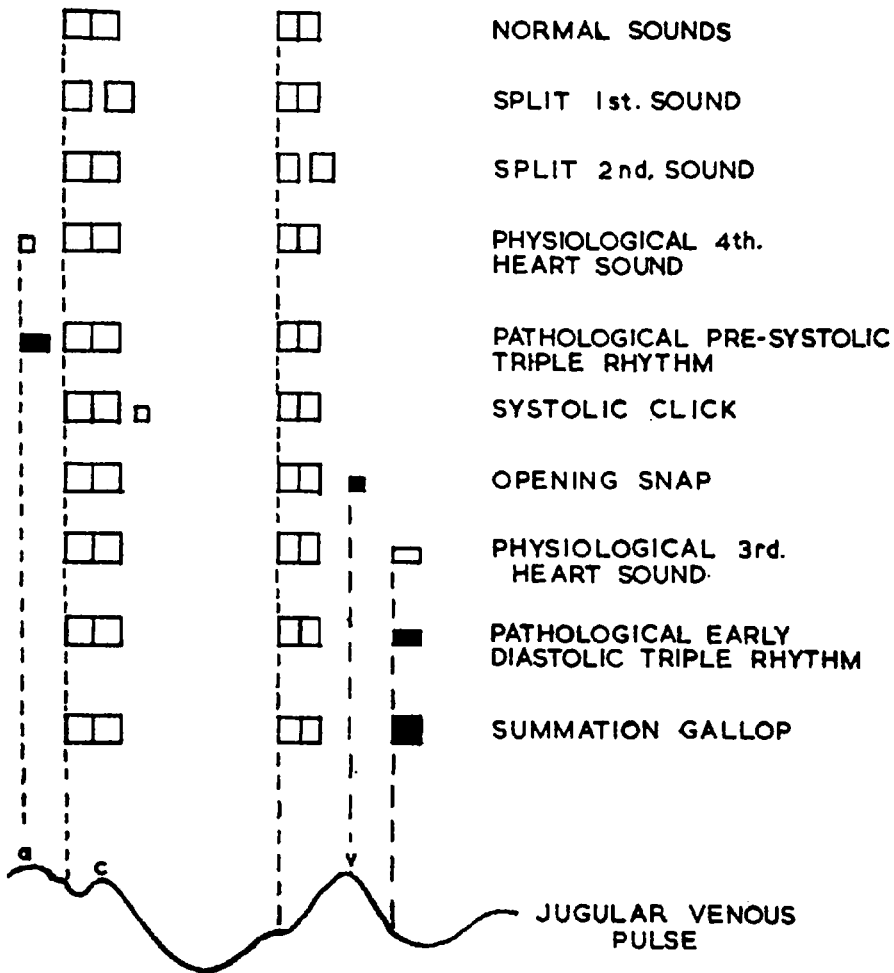 NORMAL SOUNDS
SPLIT 1st. SOUND
SPLIT 2nd. SOUND
PHYSIOLOGICAL 4th.
HEART SOUND
PATHOLOGICAL PRE-SYSTOLIC
TRIPLE RHYTHM
SYSTOLIC CLICK
OPENING SNAP
PHYSIOLOGICAL 3rd.
HEART SOUND
PATHOLOGICAL EARLY
DIASTOLIC TRIPLE RHYTHM
SUMMATION GALLOP
a c v
JUGULAR VENOUS
PULSE